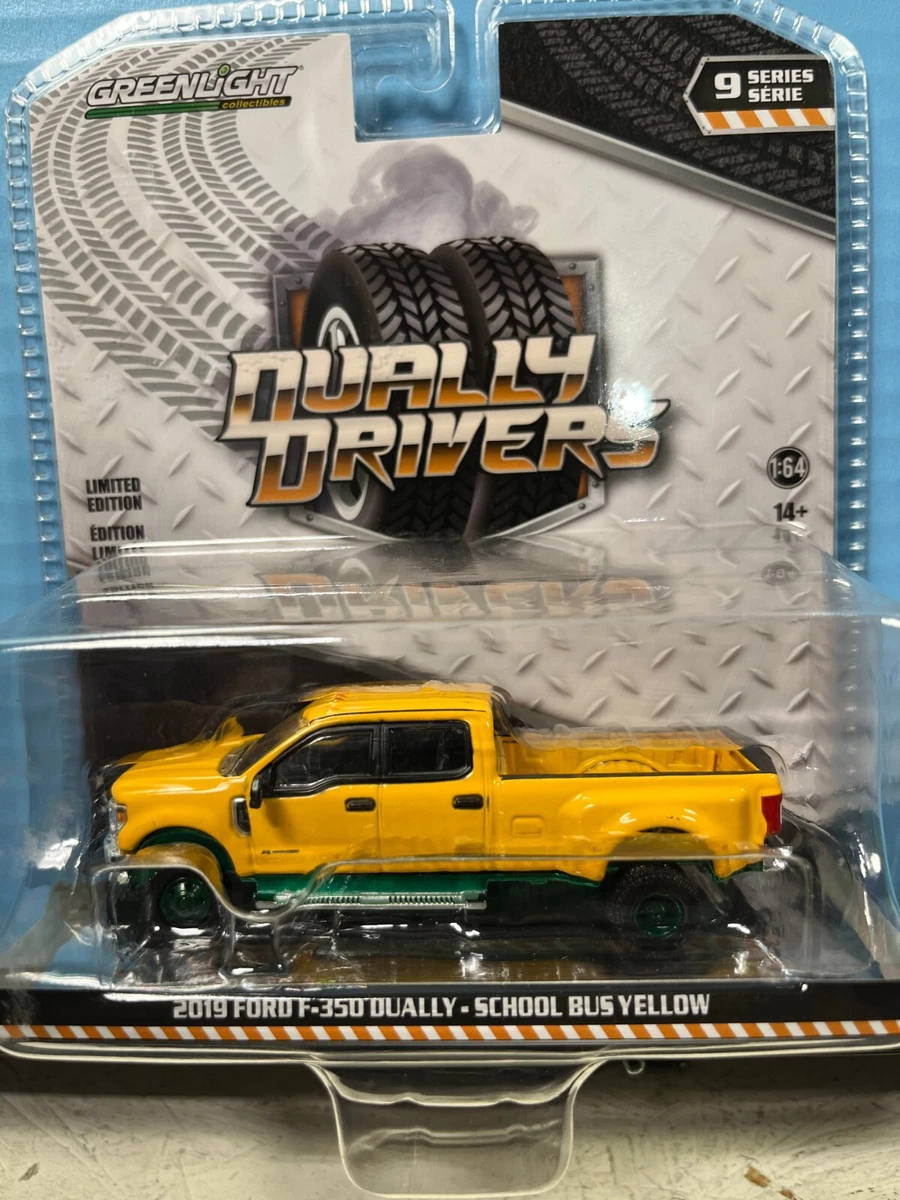 GREENLIGHT
collectibles
9 SERIES
SÉRIE
DUALLY
DRIVERS
1:64
14+
LIMITED
EDITION
ÉDITION
2019 FORD F-350 DUALLY - SCHOOL BUS YELLOW